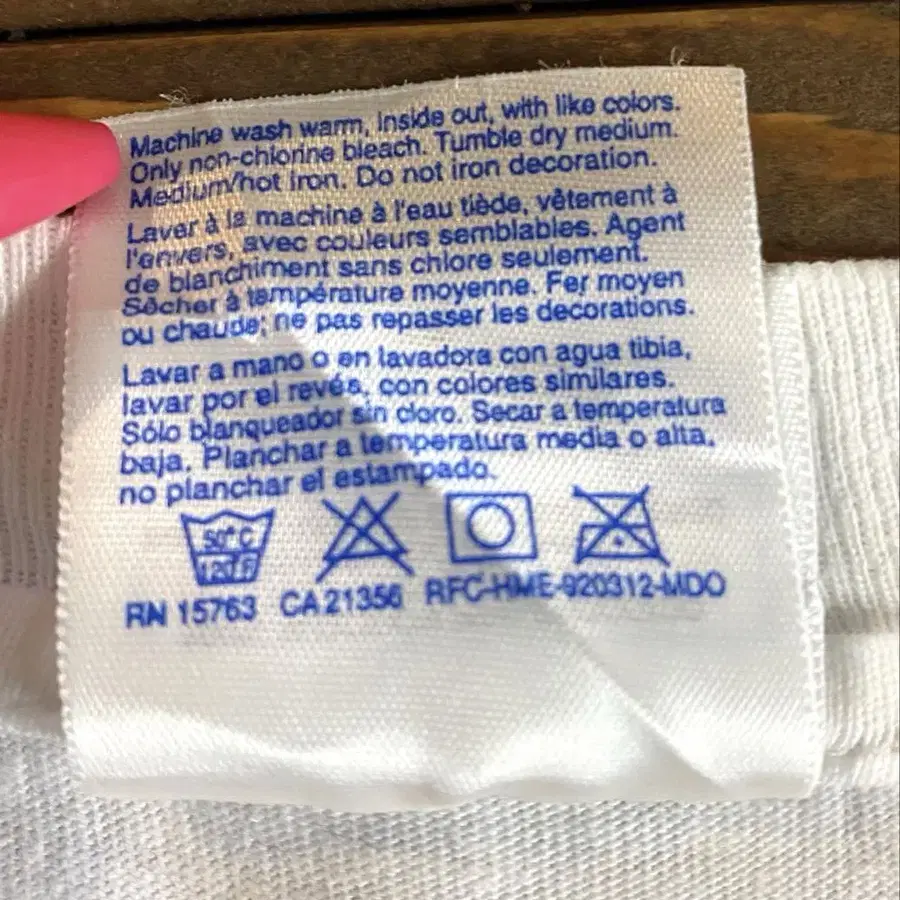 Machine wash warm, inside out, with like colors.
Only non-chlorine bleach. Tumble dry medium.
Medium/hot iron. Do not iron decoration.
Laver à la machine à l'eau tiède, vêtement à
l'envers, avec couleurs semblables. Agent
de blanchiment sans chlore seulement.
Sécher à température moyenne. Fer moyen
ou chaude; ne pas repasser les decorations.
Lavar a mano o en lavadora con agua tibia,
lavar por el revés, con colores similares.
Sólo blanqueador sin cloro. Secar a temperatura
baja. Planchar a temperatura media o alta,
no planchar el estampado.
50°C
120°F
RN 15763 CA 21356 RFC-HME-920312-MDO